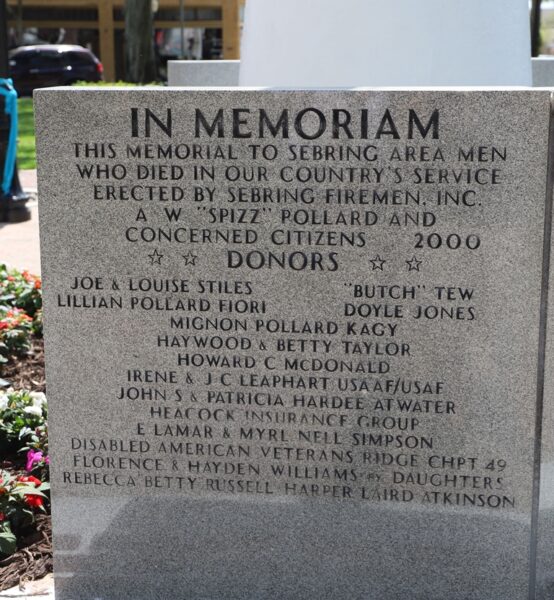 IN MEMORIAM
THIS MEMORIAL TO SEBRING AREA MEN
WHO DIED IN OUR COUNTRY'S SERVICE
ERECTED BY SEBRING FIREMEN, INC.
A W "SPIZZ" POLLARD AND
CONCERNED CITIZENS 2000
☆ ☆ DONORS ☆ ☆
JOE & LOUISE STILES "BUTCH" TEW
LILLIAN POLLARD FIORI DOYLE JONES
MIGNON POLLARD KAGY
HAYWOOD & BETTY TAYLOR
HOWARD C MCDONALD
IRENE & J C LEAPHART USAAF/USAF
JOHN S & PATRICIA HARDEE ATWATER
HEACOCK INSURANCE GROUP
E LAMAR & MYRL NELL SIMPSON
DISABLED AMERICAN VETERANS RIDGE CHPT 49
FLORENCE & HAYDEN WILLIAMS BY DAUGHTERS
REBECCA BETTY RUSSELL HARPER LAIRD ATKINSON